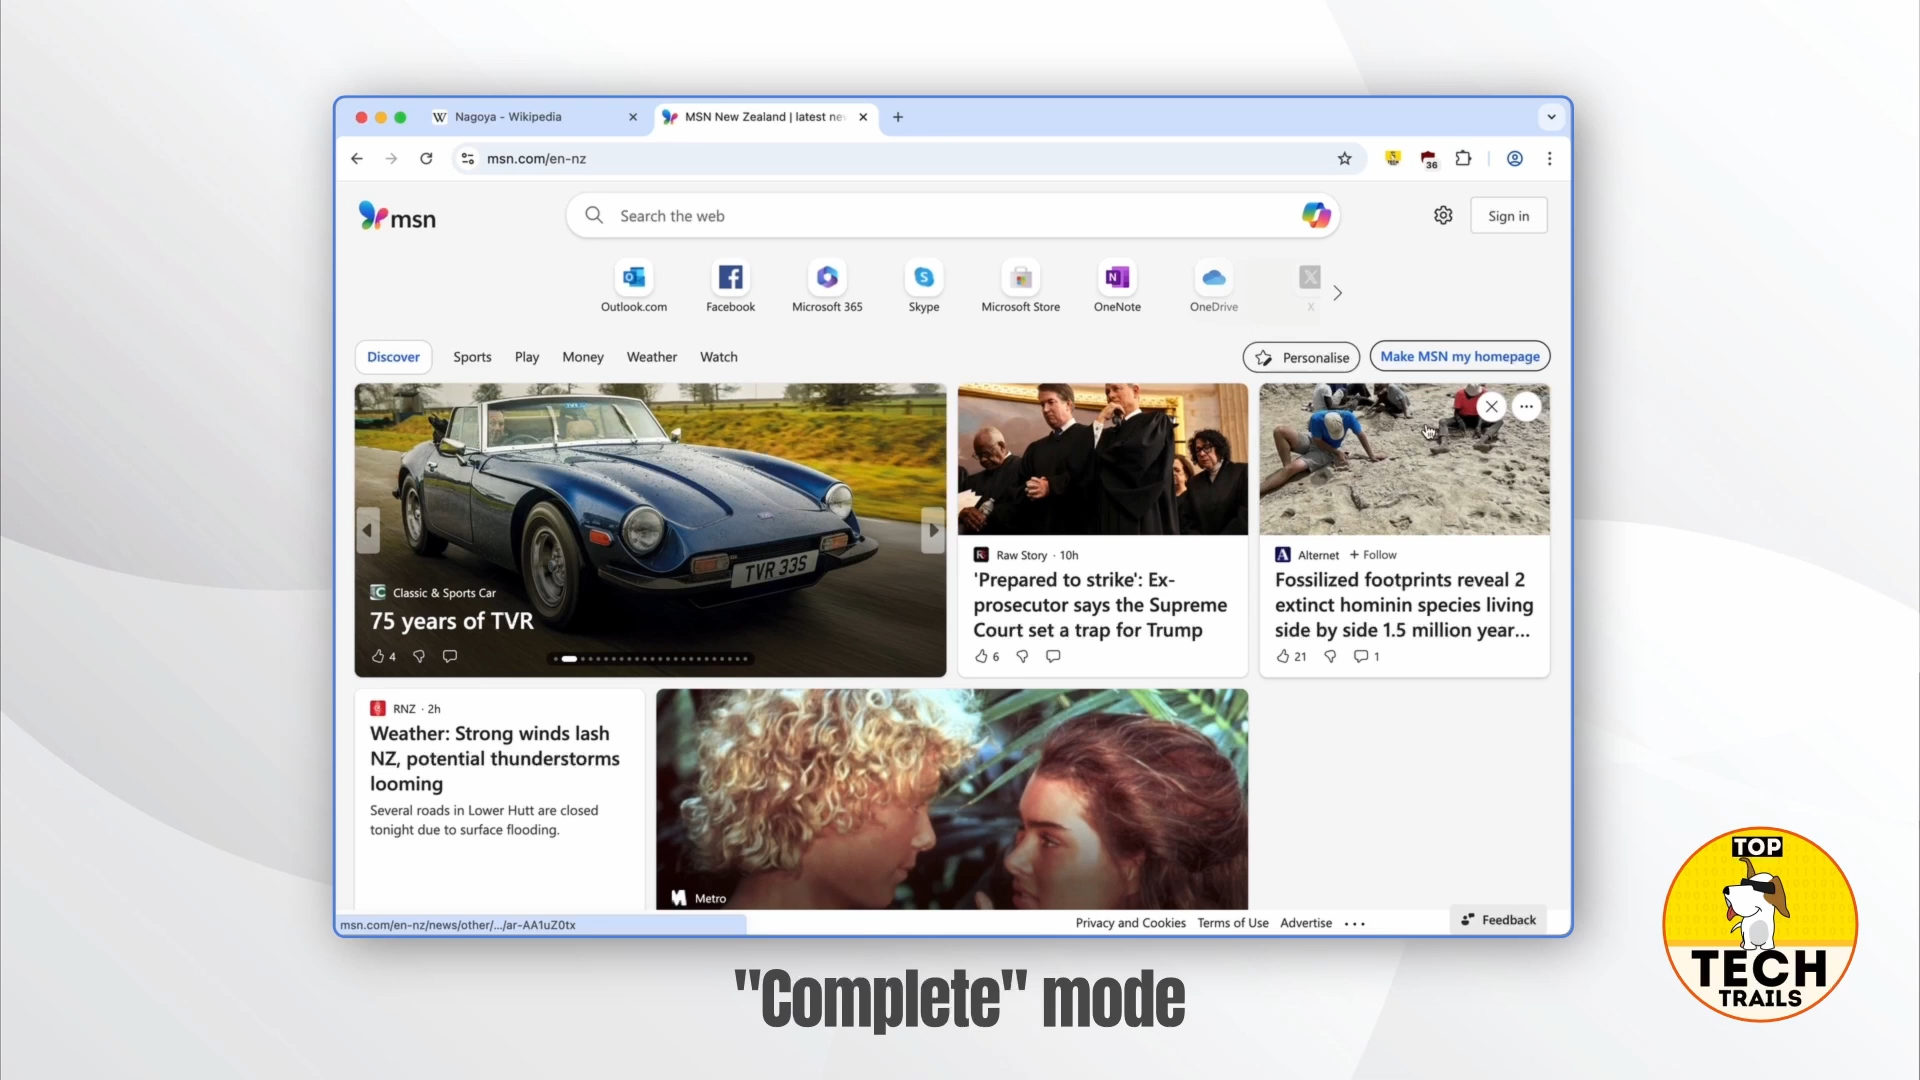 Nagoya - Wikipedia
MSN New Zealand | latest ne
msn.com/en-nz
36
msn
Search the web
Sign in
Outlook.com
Facebook
Microsoft 365
Skype
Microsoft Store
OneNote
OneDrive
X
Discover
Sports
Play
Money
Weather
Watch
Personalise
Make MSN my homepage
TVR 33S
Classic & Sports Car
75 years of TVR
4
Raw Story · 10h
'Prepared to strike': Ex-
prosecutor says the Supreme
Court set a trap for Trump
6
Alternet + Follow
Fossilized footprints reveal 2
extinct hominin species living
side by side 1.5 million year...
21
1
RNZ · 2h
Weather: Strong winds lash
NZ, potential thunderstorms
looming
Several roads in Lower Hutt are closed
tonight due to surface flooding.
Metro
msn.com/en-nz/news/other/.../ar-AA1uZ0tx
Privacy and Cookies
Terms of Use
Advertise
Feedback
"Complete" mode
TOP
TECH
TRAILS